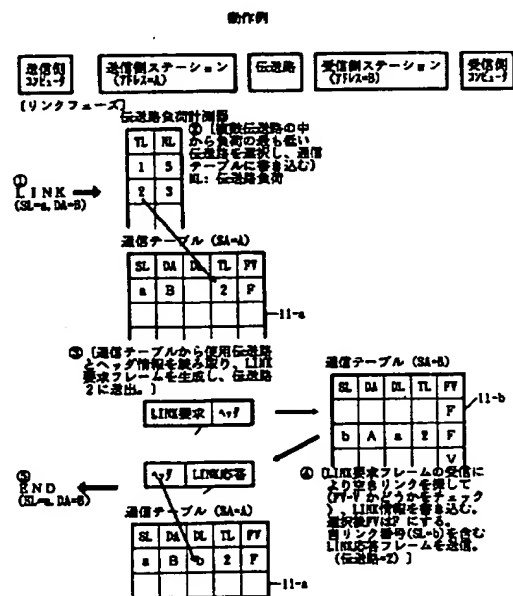 動作例
送信側
コンピュータ
送信側ステーション
(アドレス=A)
伝送路
受信側ステーション
(アドレス=B)
受信側
コンピュータ
[リンクフェーズ]
伝送路負荷計測器
TL NL
1 5
2 3
② [複数伝送路の中
から負荷の最も低い
伝送路を選択し、通信
テーブルに書き込む)
NL: 伝送路負荷
①
LINK
(SL=a, DA=B)
通信テーブル (SA=A)
SL DA DL TL FV
a B 2 F
11-a
③ [通信テーブルから使用伝送路
とヘッダ情報を読み取り、LINK
要求フレームを生成し、伝送路
2に送出。]
LINK要求 ヘッダ
通信テーブル (SA=B)
SL DA DL TL FV
F
b A a 2 F
V
11-b
④ [LINK要求フレームの受信に
より空きリンクを探して
(FV=Vかどうかをチェック
)、LINK情報を書き込む。
選択後FVはFにする。
自リンク番号(SL=b)を含む
LINK応答フレームを送信。
(伝送路=2) ]
ヘッダ LINK応答
⑤
END
(SL=a, DA=B)
通信テーブル (SA=A)
SL DA DL TL FV
a B b 2 F
11-a